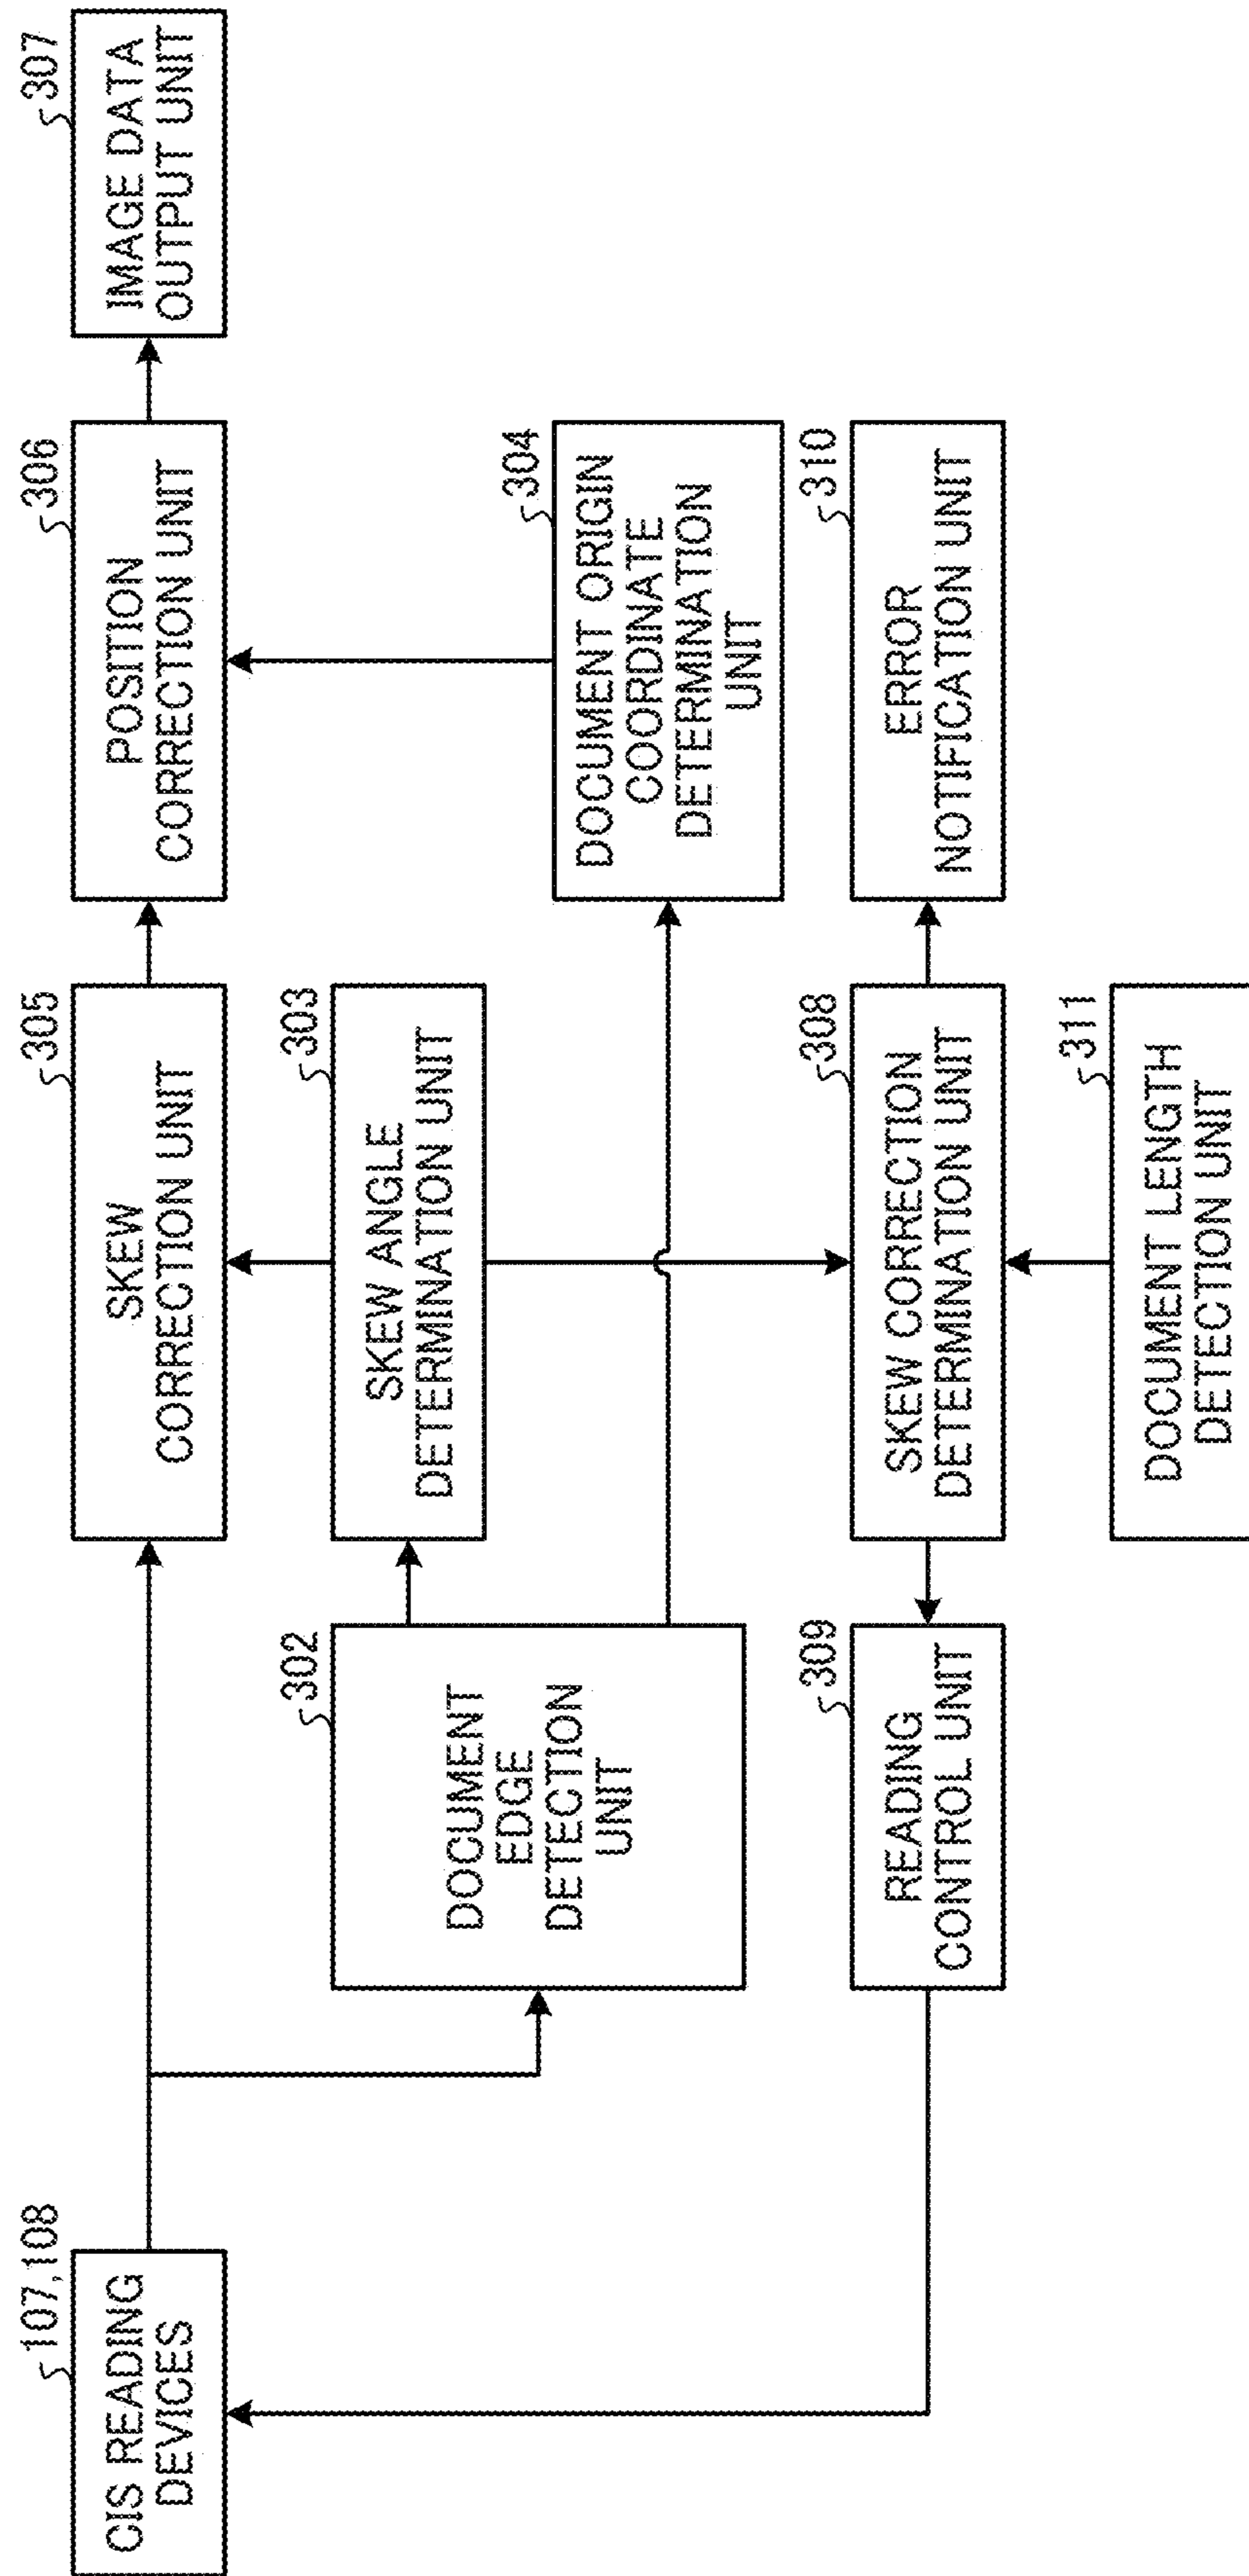 107,108
CIS READING
DEVICES
305
SKEW
CORRECTION UNIT
306
POSITION
CORRECTION UNIT
307
IMAGE DATA
OUTPUT UNIT
302
DOCUMENT
EDGE
DETECTION
UNIT
303
SKEW ANGLE
DETERMINATION UNIT
304
DOCUMENT ORIGIN
COORDINATE
DETERMINATION
UNIT
309
READING
CONTROL UNIT
308
SKEW CORRECTION
DETERMINATION UNIT
310
ERROR
NOTIFICATION UNIT
311
DOCUMENT LENGTH
DETECTION UNIT